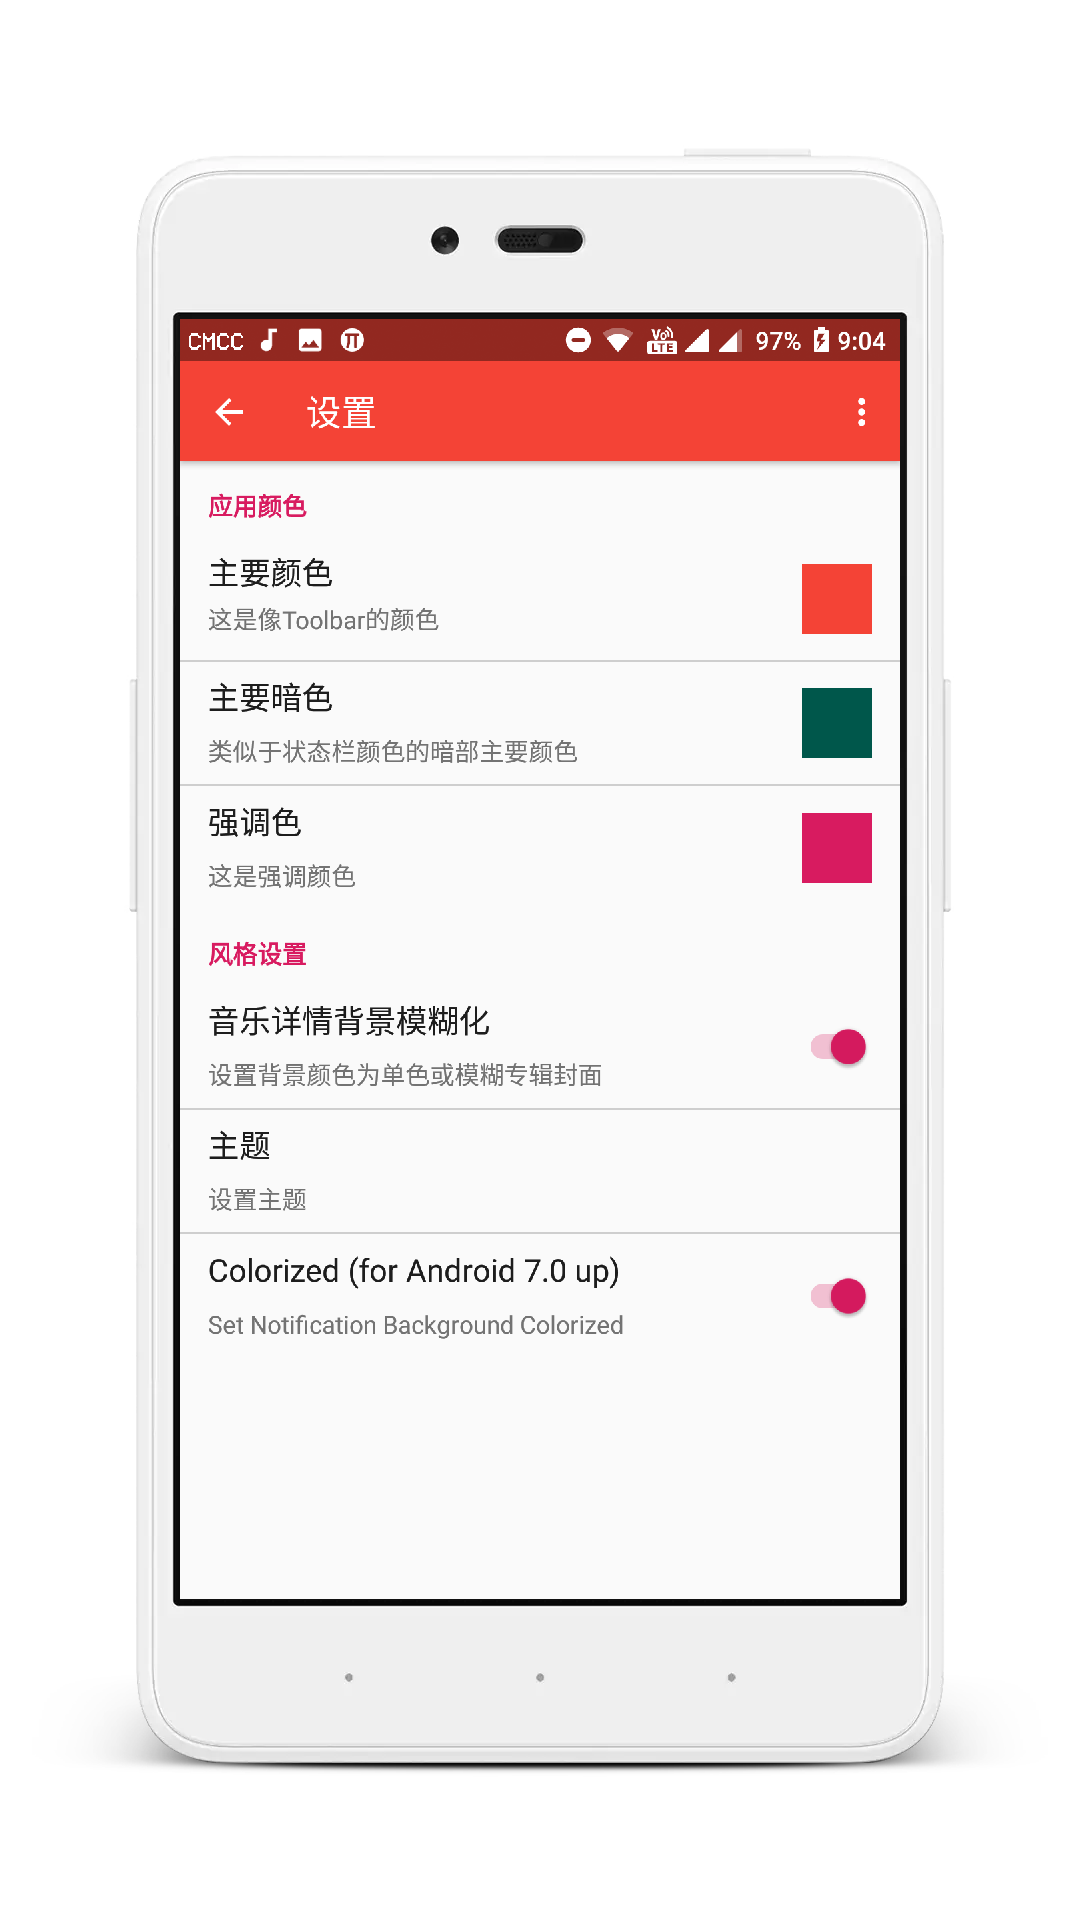 CMCC 97% 9:04
设置
应用颜色
主要颜色
这是像Toolbar的颜色
主要暗色
类似于状态栏颜色的暗部主要颜色
强调色
这是强调颜色
风格设置
音乐详情背景模糊化
设置背景颜色为单色或模糊专辑封面
主题
设置主题
Colorized (for Android 7.0 up)
Set Notification Background Colorized